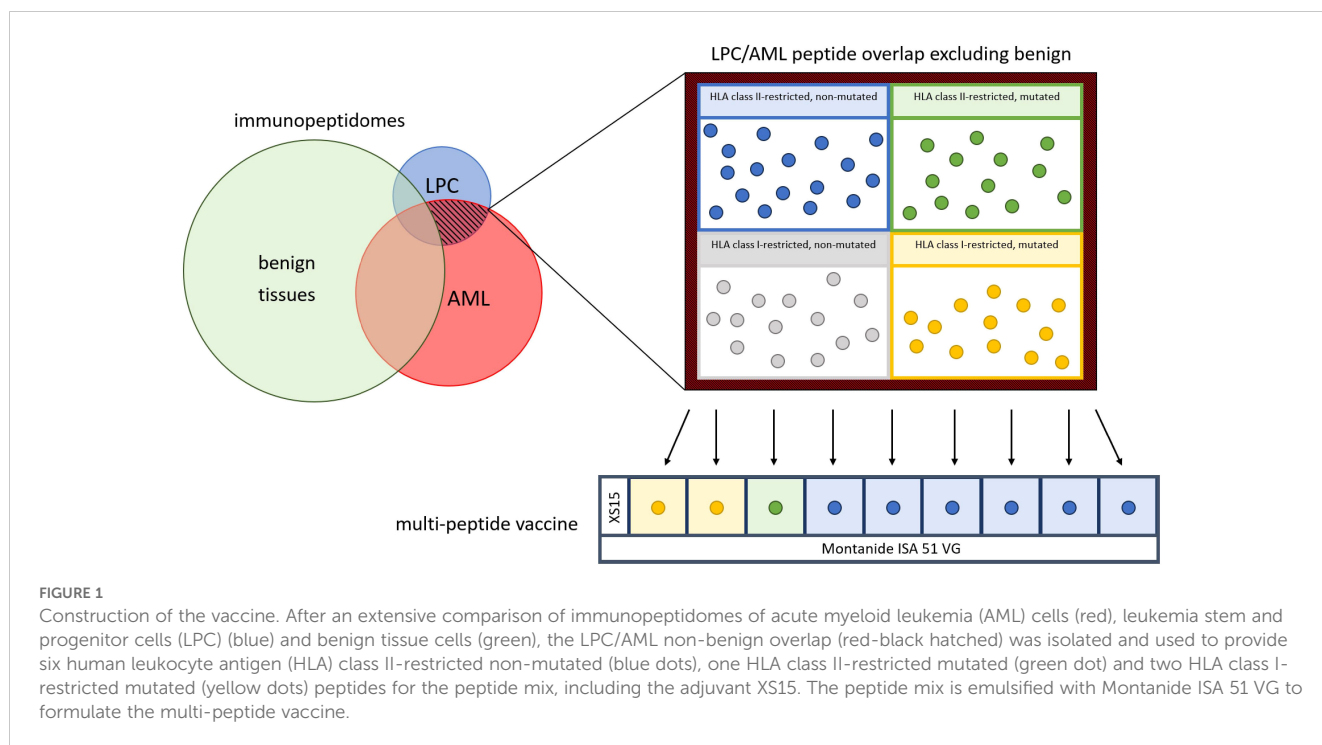 LPC/AML peptide overlap excluding benign
immunopeptidomes
LPC
benign
tissues
AML
HLA class II-restricted, non-mutated
HLA class II-restricted, mutated
HLA class I-restricted, non-mutated
HLA class I-restricted, mutated
multi-peptide vaccine
XS15
Montanide ISA 51 VG
FIGURE 1
Construction of the vaccine. After an extensive comparison of immunopeptidomes of acute myeloid leukemia (AML) cells (red), leukemia stem and
progenitor cells (LPC) (blue) and benign tissue cells (green), the LPC/AML non-benign overlap (red-black hatched) was isolated and used to provide
six human leukocyte antigen (HLA) class II-restricted non-mutated (blue dots), one HLA class II-restricted mutated (green dot) and two HLA class I-
restricted mutated (yellow dots) peptides for the peptide mix, including the adjuvant XS15. The peptide mix is emulsified with Montanide ISA 51 VG to
formulate the multi-peptide vaccine.